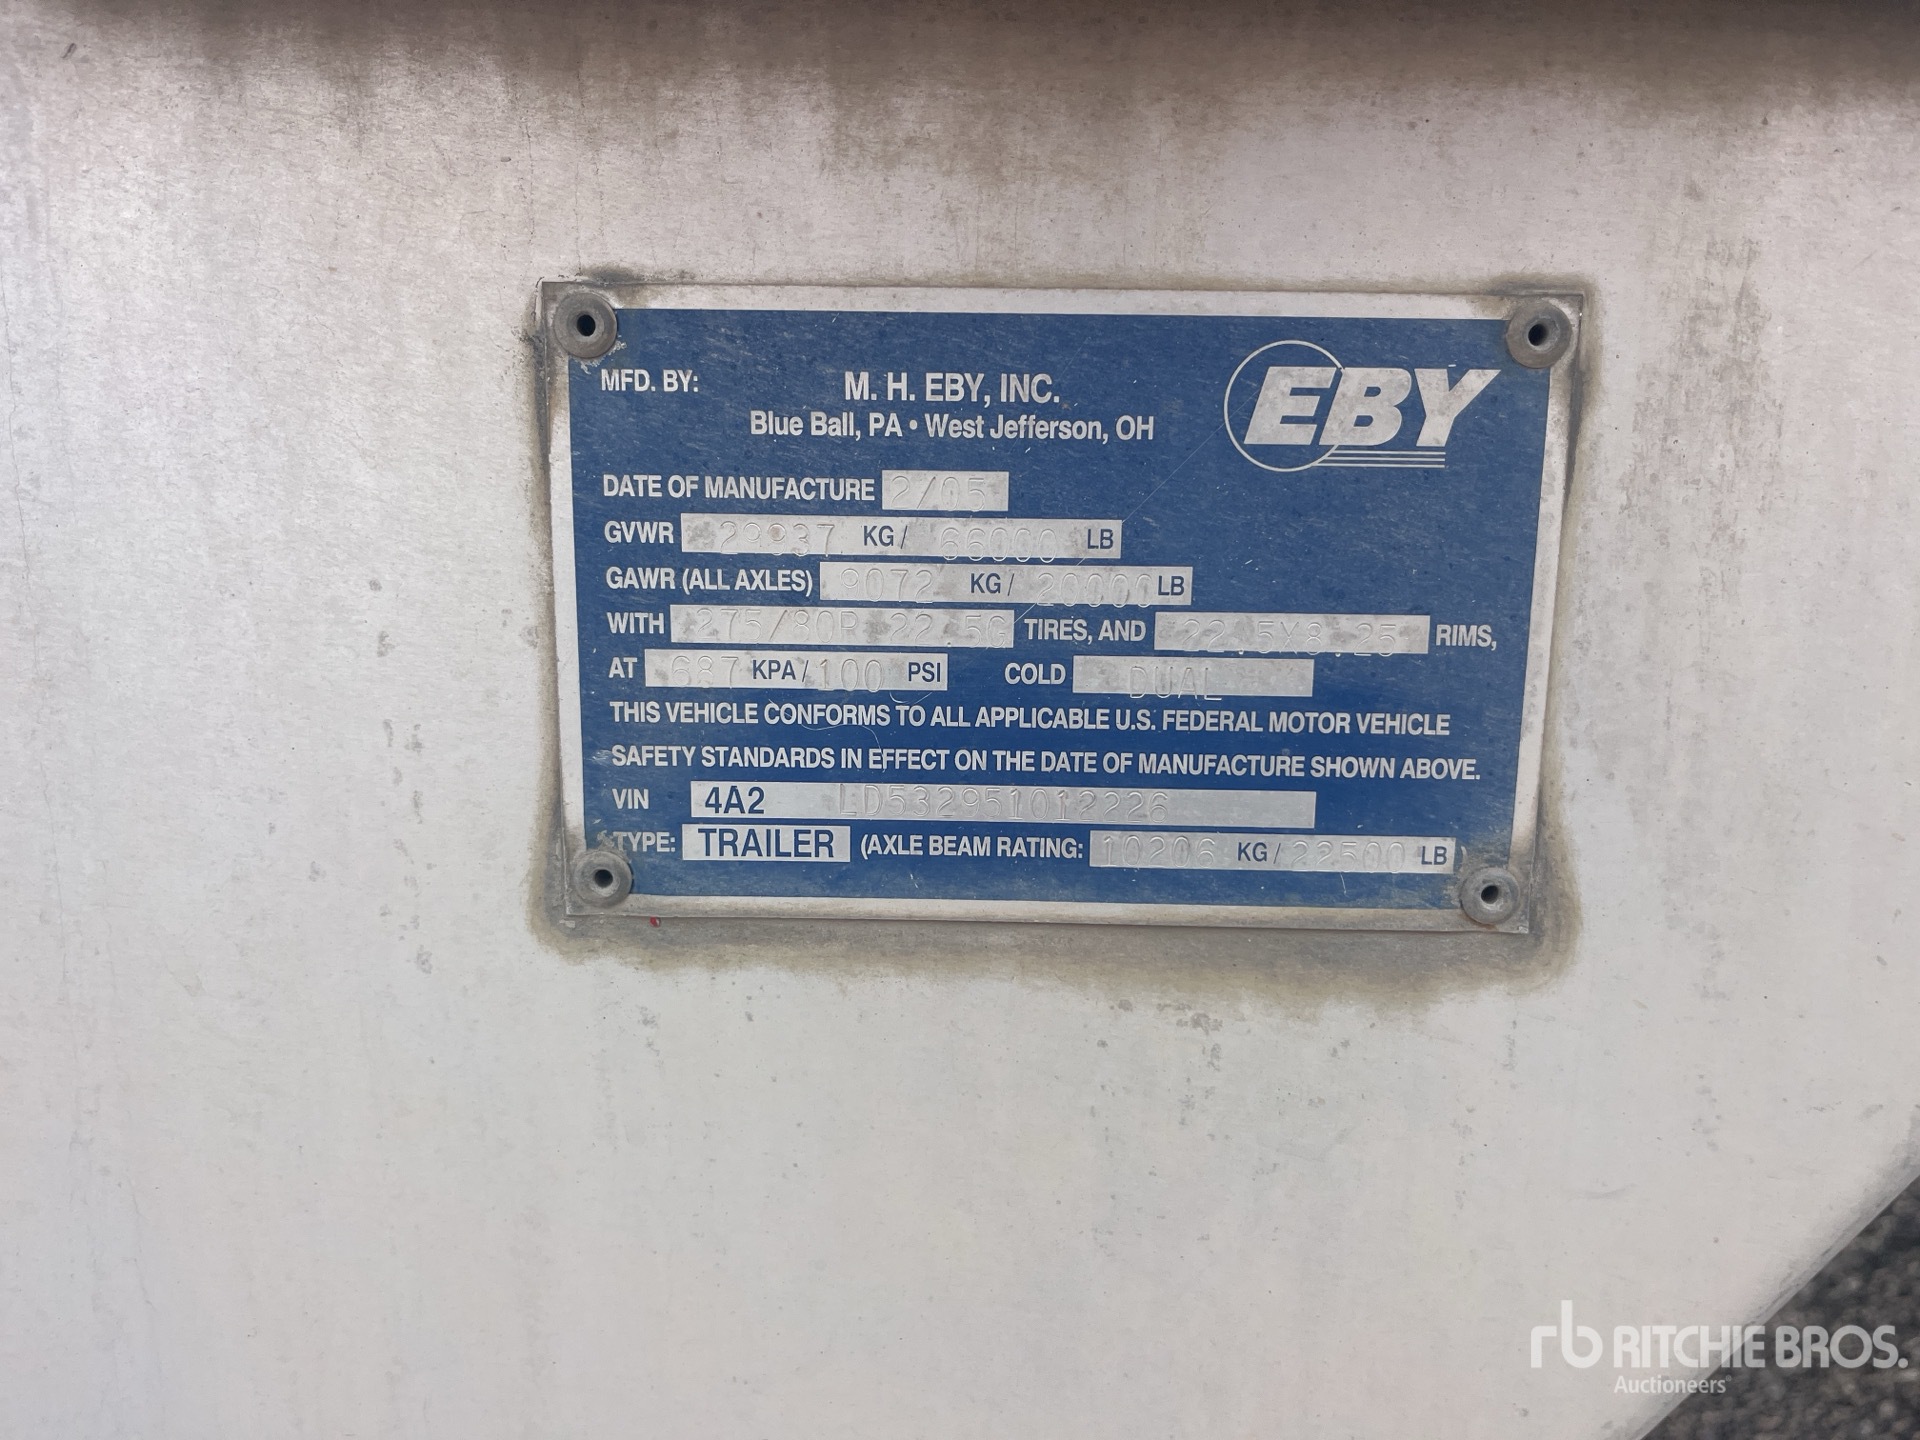 MFD. BY: M. H. EBY, INC. EBY
Blue Ball, PA • West Jefferson, OH
DATE OF MANUFACTURE 2/05
GVWR 29937 KG/ 66000 LB
GAWR (ALL AXLES) 9072 KG/ 20000 LB
WITH 275/80R 22.5G TIRES, AND 22.5X8.25 RIMS,
AT 687 KPA/100 PSI COLD DUAL
THIS VEHICLE CONFORMS TO ALL APPLICABLE U.S. FEDERAL MOTOR VEHICLE
SAFETY STANDARDS IN EFFECT ON THE DATE OF MANUFACTURE SHOWN ABOVE.
VIN 4A2 LD532951012226
TYPE: TRAILER (AXLE BEAM RATING: 10206 KG/22500 LB)
rb RITCHIE BROS.
Auctioneers